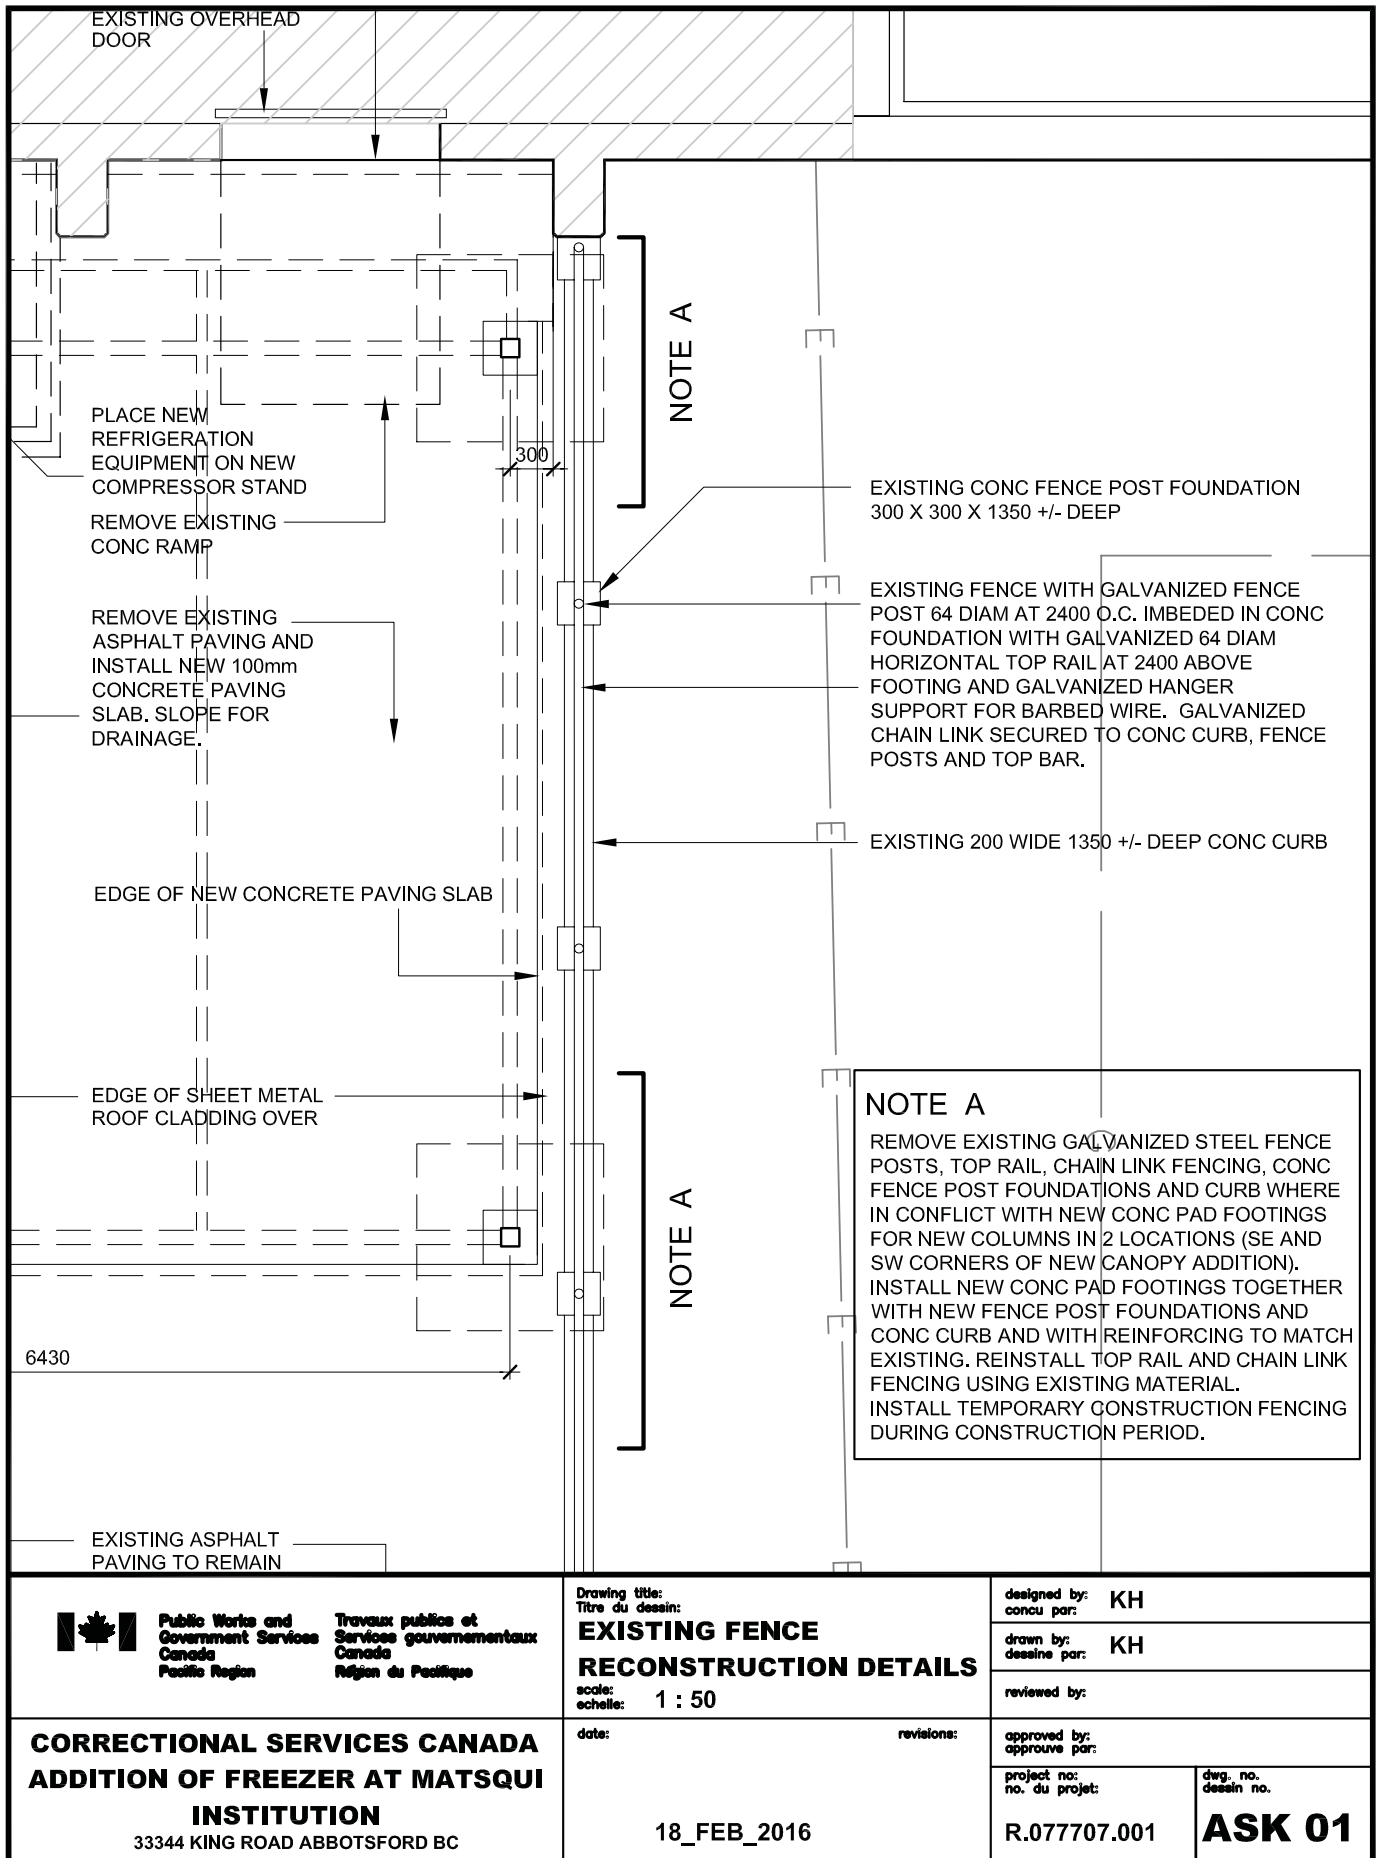 EXISTING OVERHEAD
DOOR
NOTE A
PLACE NEW
REFRIGERATION
EQUIPMENT ON NEW
COMPRESSOR STAND
300
REMOVE EXISTING
CONC RAMP
EXISTING CONC FENCE POST FOUNDATION
300 X 300 X 1350 +/- DEEP
E
E
E
E
E
E
REMOVE EXISTING
ASPHALT PAVING AND
INSTALL NEW 100mm
CONCRETE PAVING
SLAB. SLOPE FOR
DRAINAGE.
EXISTING FENCE WITH GALVANIZED FENCE
POST 64 DIAM AT 2400 O.C. IMBEDED IN CONC
FOUNDATION WITH GALVANIZED 64 DIAM
HORIZONTAL TOP RAIL AT 2400 ABOVE
FOOTING AND GALVANIZED HANGER
SUPPORT FOR BARBED WIRE. GALVANIZED
CHAIN LINK SECURED TO CONC CURB, FENCE
POSTS AND TOP BAR.
EXISTING 200 WIDE 1350 +/- DEEP CONC CURB
EDGE OF NEW CONCRETE PAVING SLAB
EDGE OF SHEET METAL
ROOF CLADDING OVER
NOTE A
NOTE A
REMOVE EXISTING GALVANIZED STEEL FENCE
POSTS, TOP RAIL, CHAIN LINK FENCING, CONC
FENCE POST FOUNDATIONS AND CURB WHERE
IN CONFLICT WITH NEW CONC PAD FOOTINGS
FOR NEW COLUMNS IN 2 LOCATIONS (SE AND
SW CORNERS OF NEW CANOPY ADDITION).
INSTALL NEW CONC PAD FOOTINGS TOGETHER
WITH NEW FENCE POST FOUNDATIONS AND
CONC CURB AND WITH REINFORCING TO MATCH
EXISTING. REINSTALL TOP RAIL AND CHAIN LINK
FENCING USING EXISTING MATERIAL.
INSTALL TEMPORARY CONSTRUCTION FENCING
DURING CONSTRUCTION PERIOD.
6430
EXISTING ASPHALT
PAVING TO REMAIN
Public Works and
Government Services
Canada
Pacific Region
Travaux publics et
Services gouvernementaux
Canada
Région du Pacifique
Drawing title:
Titre du dessin:
EXISTING FENCE
RECONSTRUCTION DETAILS
scale:
echelle:
1 : 50
designed by:
concu par:
KH
drawn by:
dessine par:
KH
reviewed by:
CORRECTIONAL SERVICES CANADA
ADDITION OF FREEZER AT MATSQUI
INSTITUTION
33344 KING ROAD ABBOTSFORD BC
date:
revisions:
18_FEB_2016
approved by:
approuve par:
project no:
no. du projet:
R.077707.001
dwg. no.
dessin no.
ASK 01